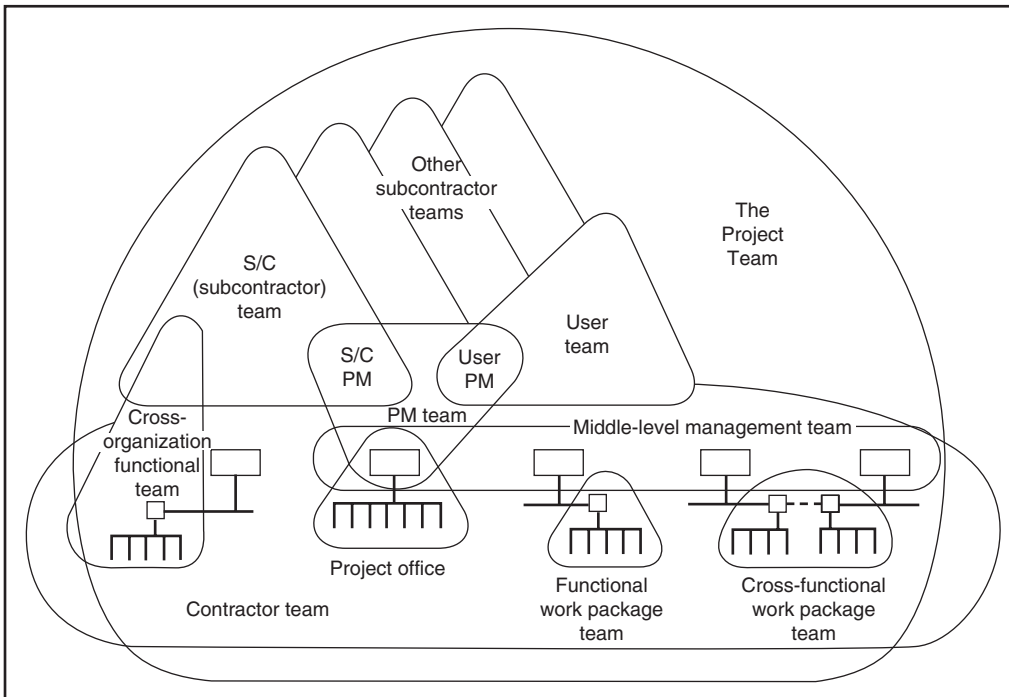 Other
subcontractor
teams
The
Project
Team
S/C
(subcontractor)
team
User
team
S/C
PM
User
PM
PM team
Cross-
organization
functional
team
Middle-level management team
Project office
Functional
work package
team
Cross-functional
work package
team
Contractor team